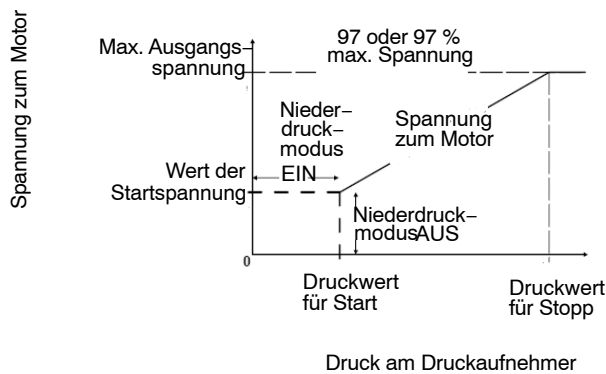 Spannung zum Motor
Max. Ausgangs–
spannung
97 oder 97 %
max. Spannung
Nieder–
druck–
modus
EIN
Spannung
zum Motor
Wert der
Startspannung
Niederdruck–
modusAUS
0
Druckwert
für Start
Druckwert
für Stopp
Druck am Druckaufnehmer